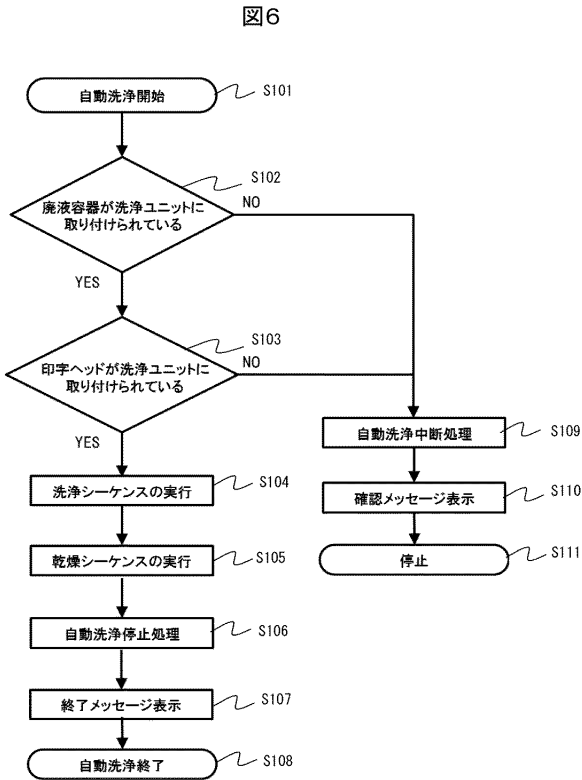 図6
自動洗浄開始
S101
廃液容器が洗浄ユニットに
取り付けられている
S102
NO
YES
印字ヘッドが洗浄ユニットに
取り付けられている
S103
NO
YES
洗浄シーケンスの実行
S104
乾燥シーケンスの実行
S105
自動洗浄停止処理
S106
終了メッセージ表示
S107
自動洗浄終了
S108
自動洗浄中断処理
S109
確認メッセージ表示
S110
停止
S111